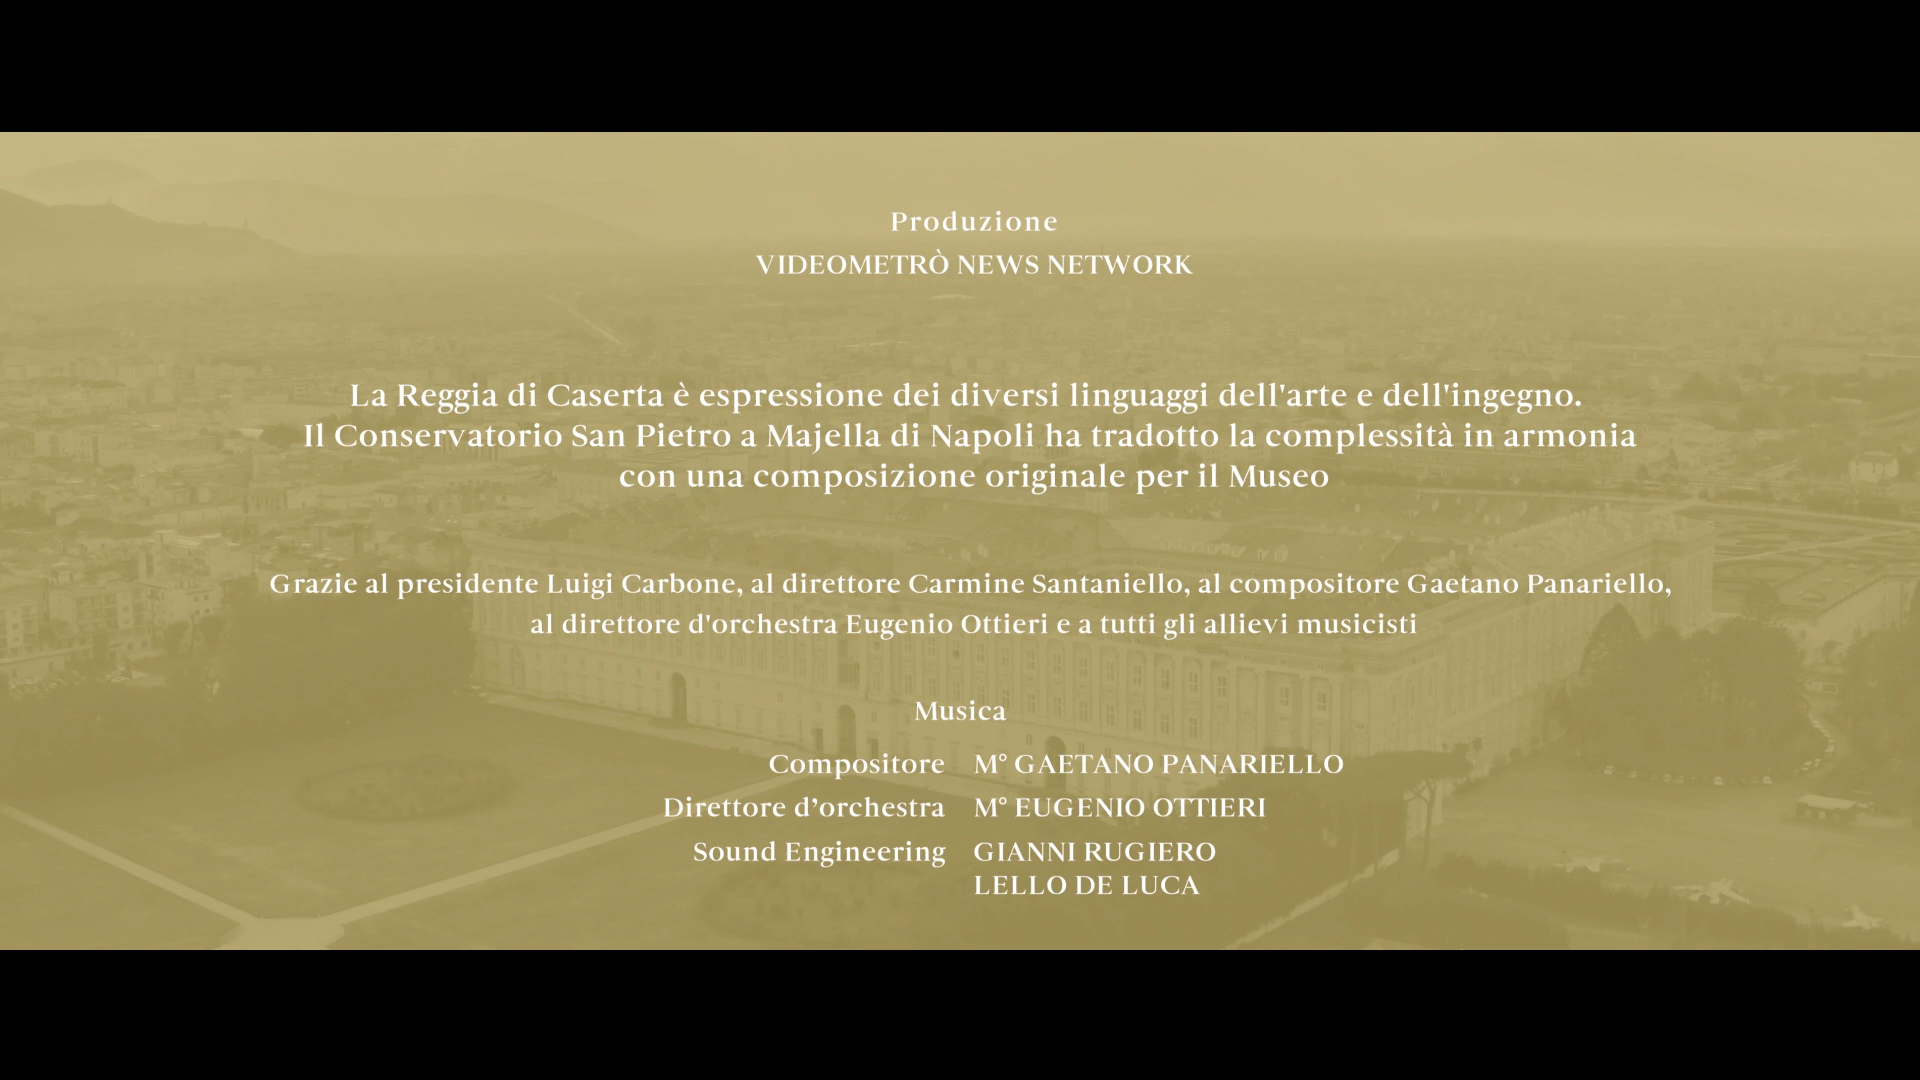 Produzione
VIDEOMETRÒ NEWS NETWORK
La Reggia di Caserta è espressione dei diversi linguaggi dell'arte e dell'ingegno.
Il Conservatorio San Pietro a Majella di Napoli ha tradotto la complessità in armonia
con una composizione originale per il Museo
Grazie al presidente Luigi Carbone, al direttore Carmine Santaniello, al compositore Gaetano Panariello,
al direttore d'orchestra Eugenio Ottieri e a tutti gli allievi musicisti
Musica
Compositore M° GAETANO PANARIELLO
Direttore d’orchestra M° EUGENIO OTTIERI
Sound Engineering GIANNI RUGIERO
LELLO DE LUCA